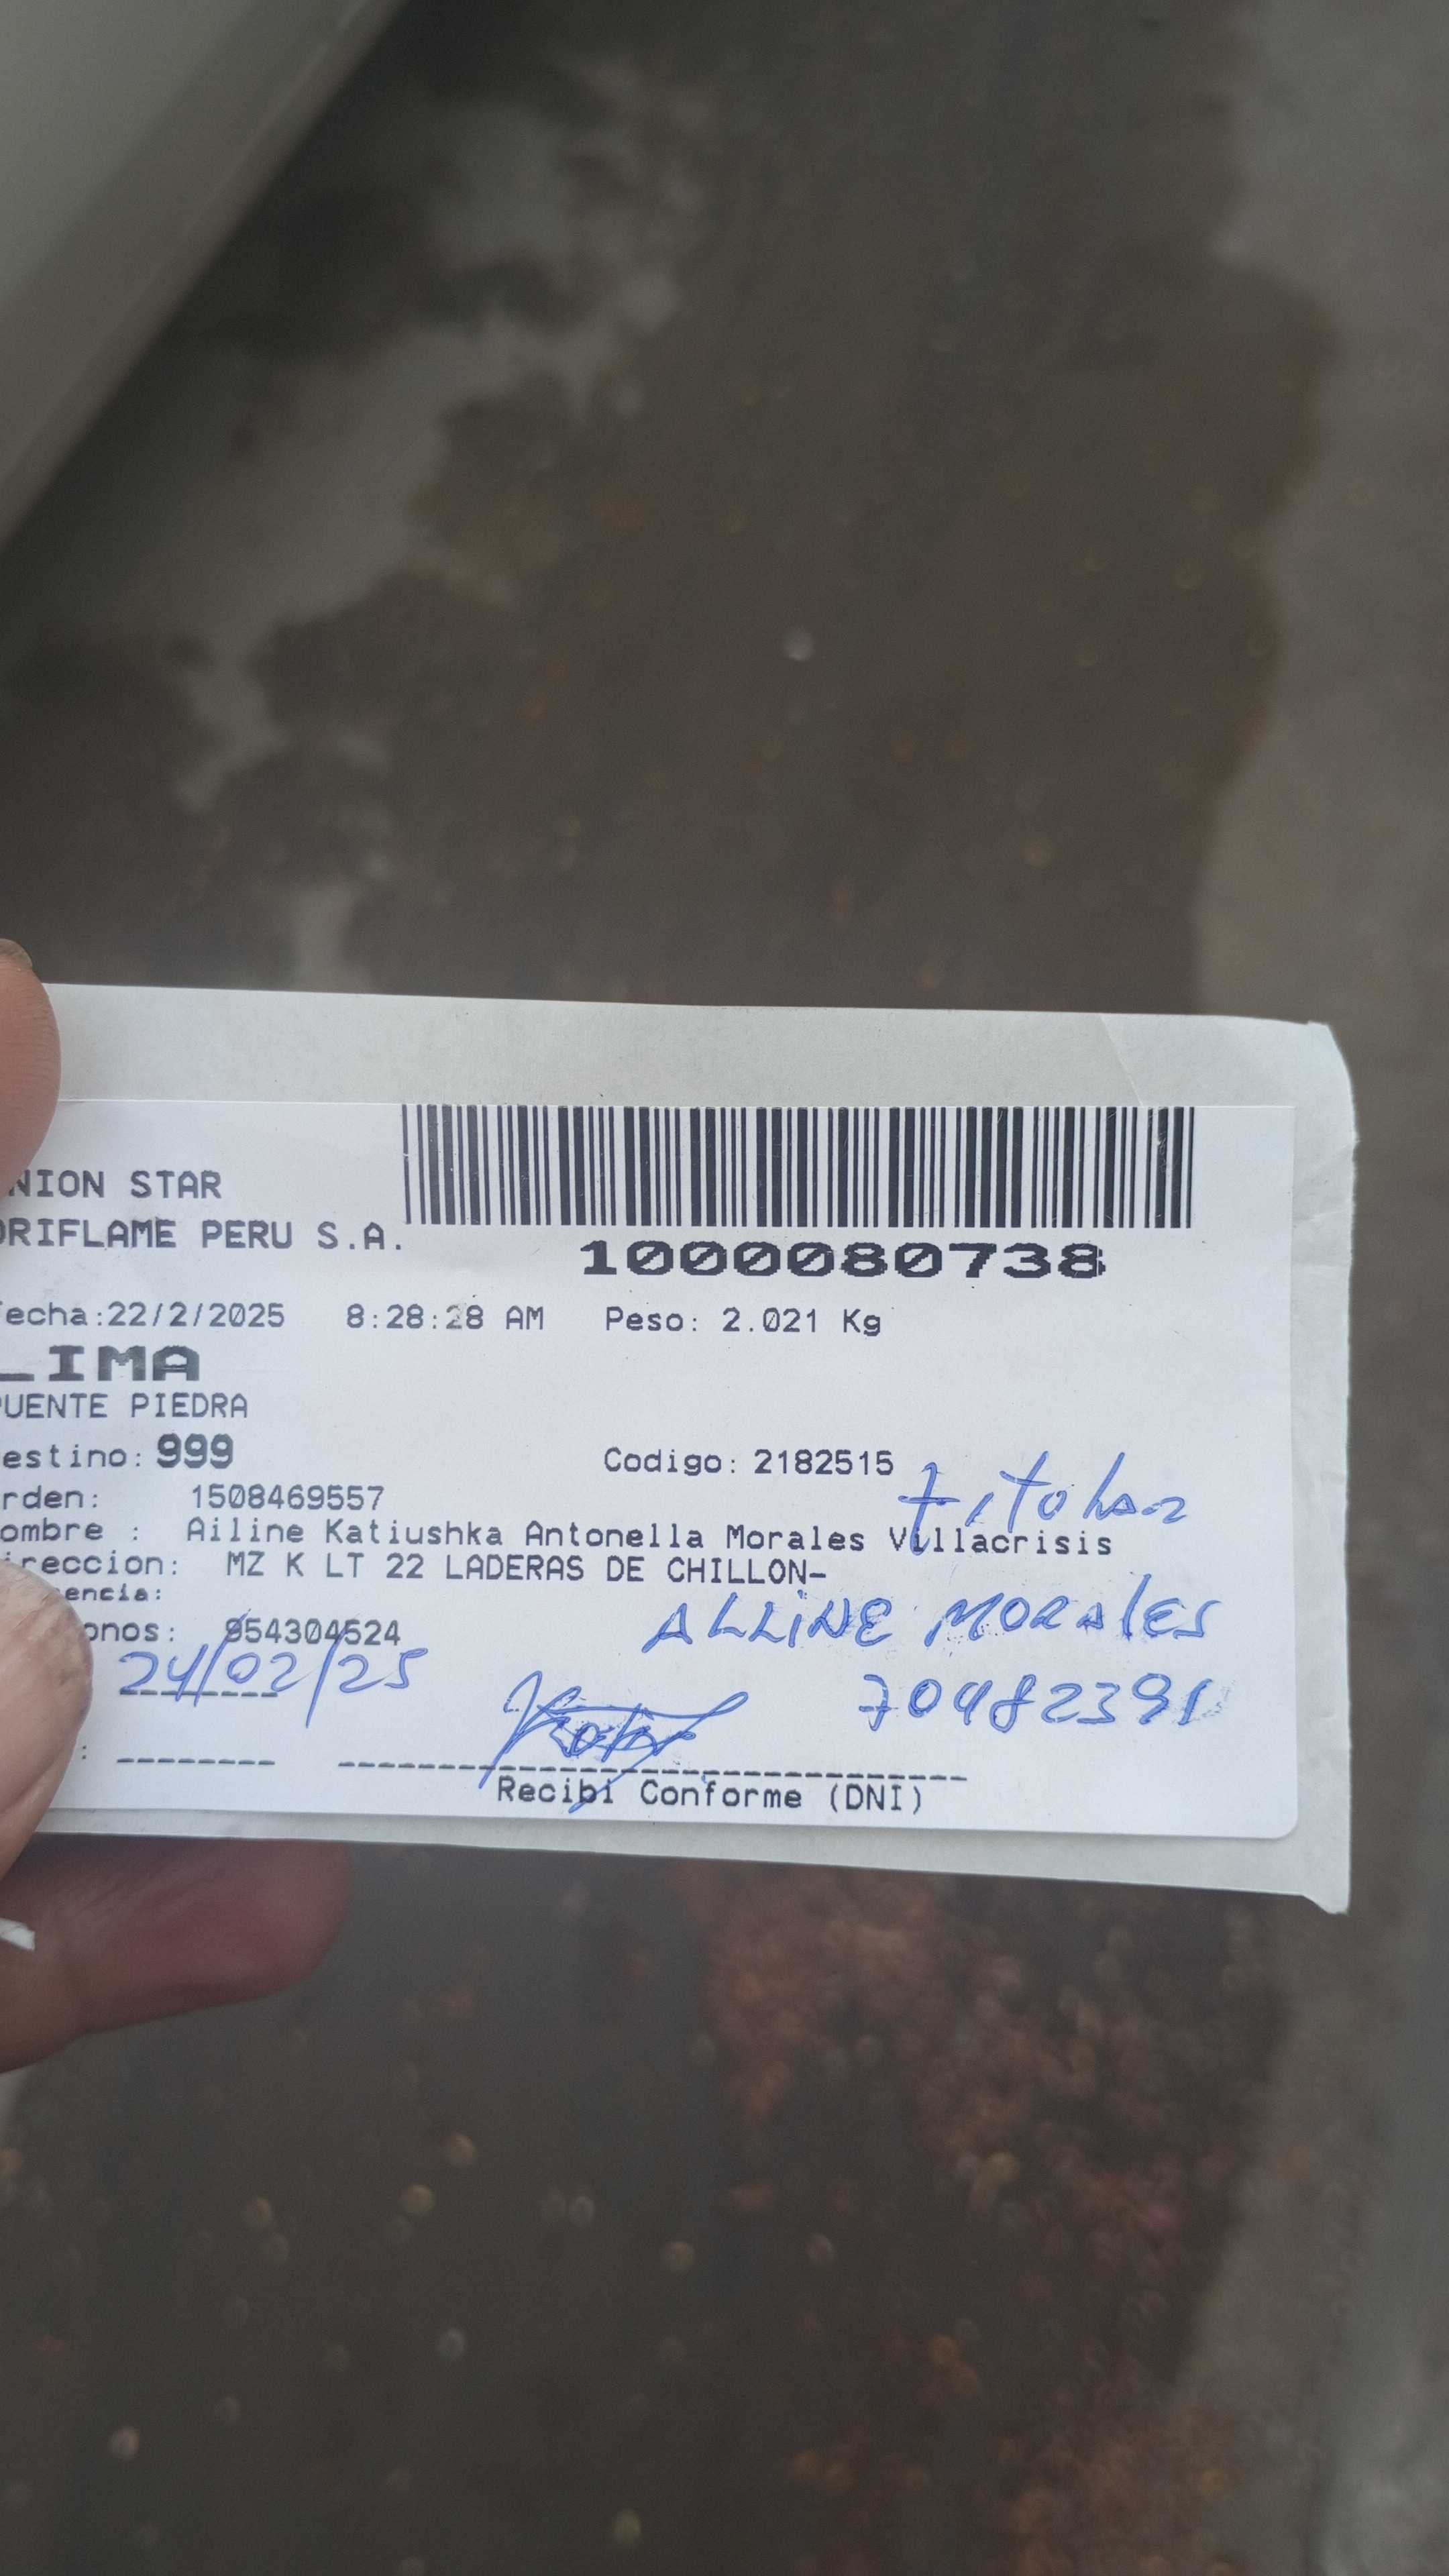 NION STAR
ORIFLAME PERU S.A.
1000080738
fecha:22/2/2025 8:28:28 AM Peso: 2.021 Kg
LIMA
PUENTE PIEDRA
estino: 999 Codigo: 2182515
titular
rden: 1508469557
ombre : Ailine Katiushka Antonella Morales Villacrisis
ireccion: MZ K LT 22 LADERAS DE CHILLON-
encia:
ALLINE MORALES
onos: 954304524
24/02/25
70482391
Recibi Conforme (DNI)